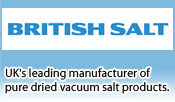 BRITISH SALT
UK's leading manufacturer of
pure dried vacuum salt products.